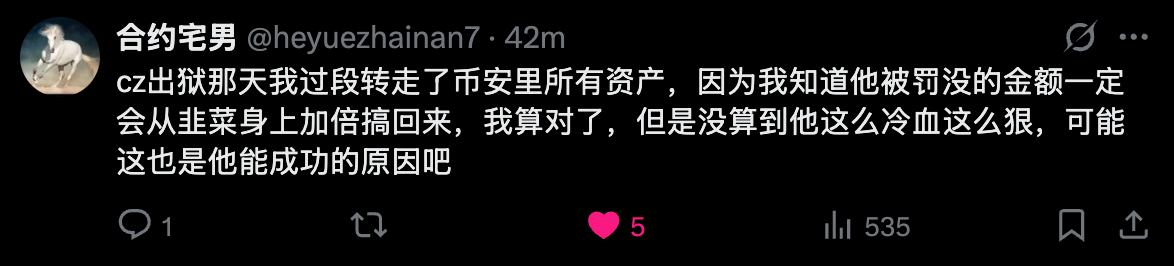 合约宅男 @heyuezhainan7 · 42m
cz出狱那天我过段转走了币安里所有资产，因为我知道他被罚没的金额一定
会从韭菜身上加倍搞回来，我算对了，但是没算到他这么冷血这么狠，可能
这也是他能成功的原因吧
1 5 535